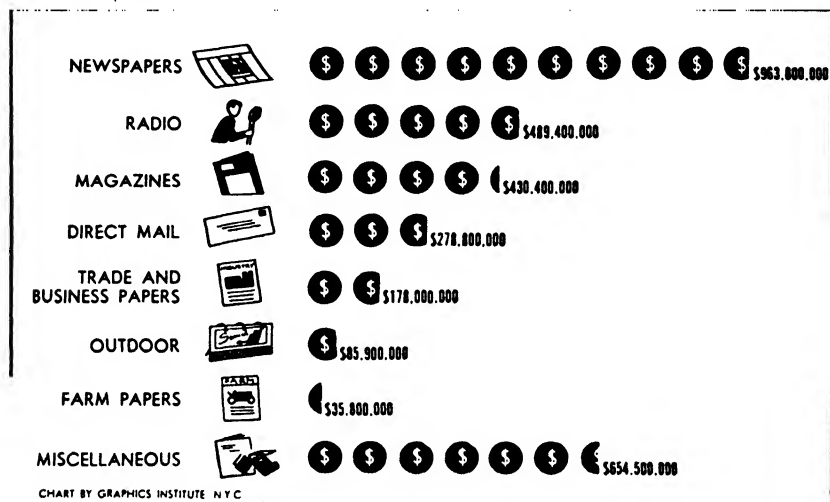 NEWSPAPERS $963.800.000
RADIO $489.400.000
MAGAZINES $430.400.000
DIRECT MAIL $278.800.000
TRADE AND
BUSINESS PAPERS $178.000.000
OUTDOOR $85.900.000
FARM
FARM PAPERS $35.800.000
MISCELLANEOUS $654.500.000
CHART BY GRAPHICS INSTITUTE N Y C